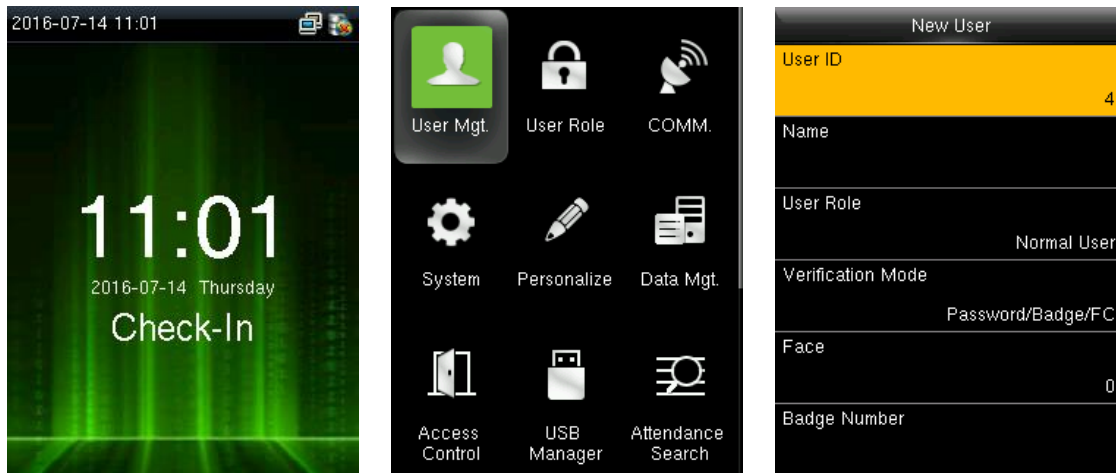 2016-07-14 11:01
11:01
2016-07-14 Thursday
Check-In
User Mgt.
User Role
COMM.
System
Personalize
Data Mgt.
Access
Control
USB
Manager
Attendance
Search
New User
User ID
4
Name
User Role
Normal User
Verification Mode
Password/Badge/FC
Face
0
Badge Number